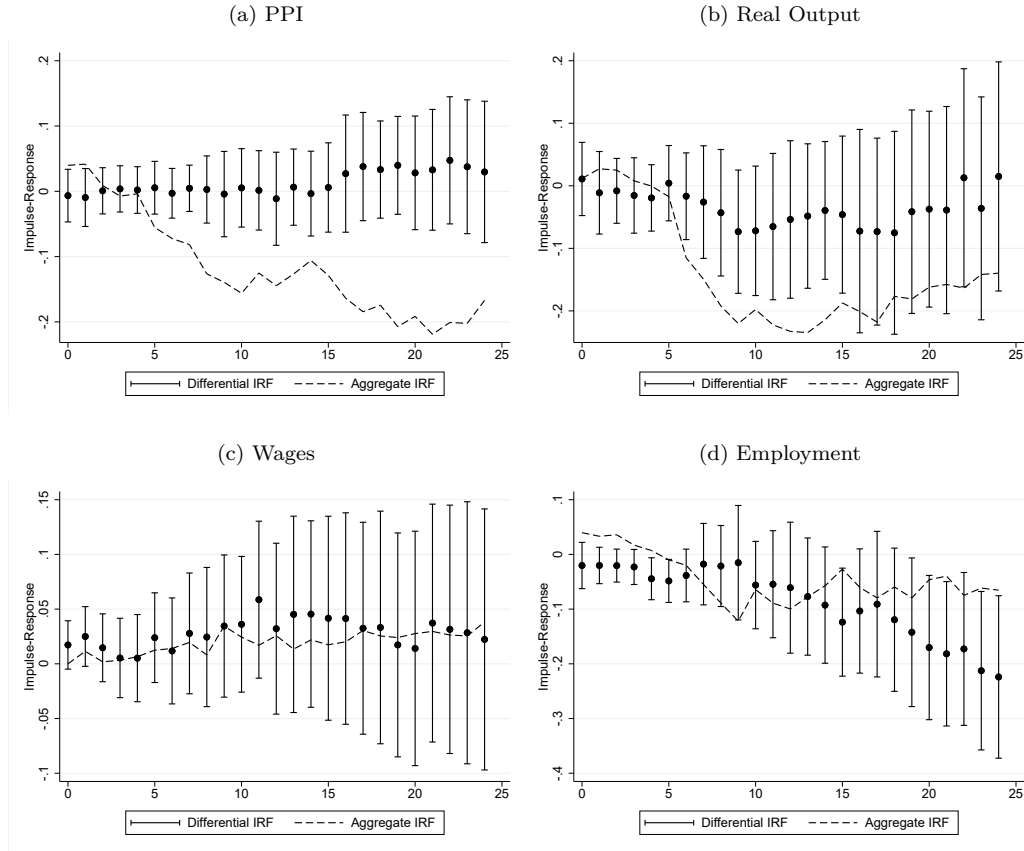 (a) PPI
Impulse-Response
.2
.1
0
-.1
-.2
0 5 10 15 20 25
Differential IRF Aggregate IRF
(b) Real Output
Impulse-Response
.2
.1
0
-.1
-.2
0 5 10 15 20 25
Differential IRF Aggregate IRF
(c) Wages
Impulse-Response
.15
.1
.05
0
-.05
-.1
0 5 10 15 20 25
Differential IRF Aggregate IRF
(d) Employment
Impulse-Response
.1
0
-.1
-.2
-.3
-.4
0 5 10 15 20 25
Differential IRF Aggregate IRF